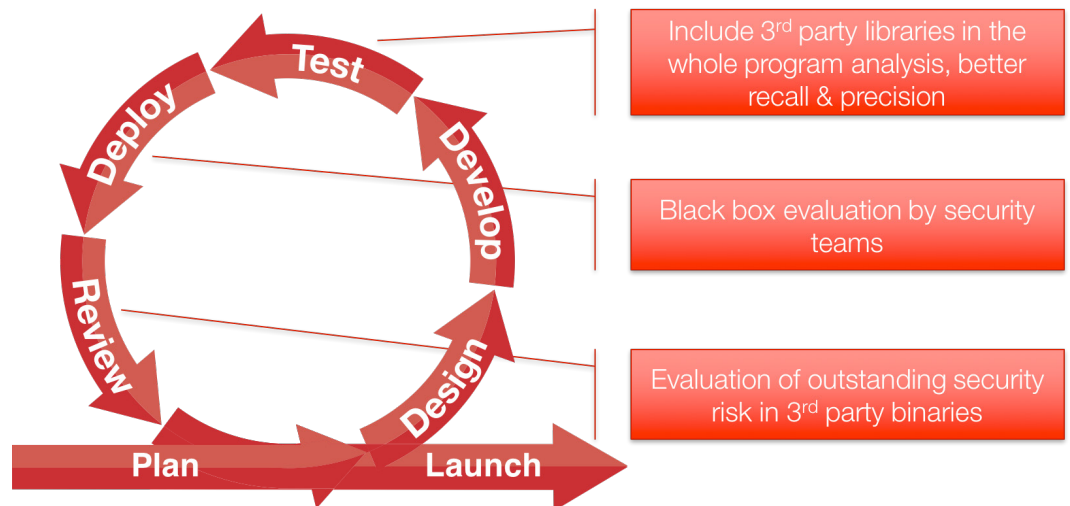 Test
Deploy
Develop
Review
Design
Plan
Launch
Include 3rd party libraries in the
whole program analysis, better
recall & precision
Black box evaluation by security
teams
Evaluation of outstanding security
risk in 3rd party binaries